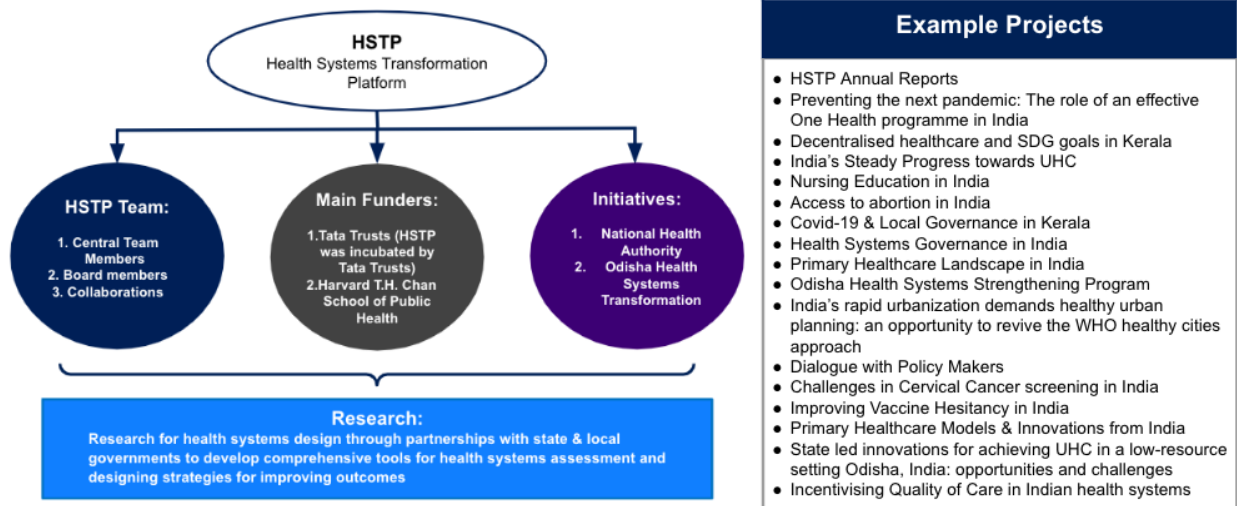 HSTP
Health Systems Transformation
Platform
HSTP Team:
1. Central Team
Members
2. Board members
3. Collaborations
Main Funders:
1.Tata Trusts (HSTP
was incubated by
Tata Trusts)
2.Harvard T.H. Chan
School of Public
Health
Initiatives:
1. National Health
Authority
2. Odisha Health
Systems
Transformation
Research:
Research for health systems design through partnerships with state & local
governments to develop comprehensive tools for health systems assessment and
designing strategies for improving outcomes
Example Projects
● HSTP Annual Reports
● Preventing the next pandemic: The role of an effective
One Health programme in India
● Decentralised healthcare and SDG goals in Kerala
● India's Steady Progress towards UHC
● Nursing Education in India
● Access to abortion in India
● Covid-19 & Local Governance in Kerala
● Health Systems Governance in India
● Primary Healthcare Landscape in India
● Odisha Health Systems Strengthening Program
● India's rapid urbanization demands healthy urban
planning: an opportunity to revive the WHO healthy cities
approach
● Dialogue with Policy Makers
● Challenges in Cervical Cancer screening in India
● Improving Vaccine Hesitancy in India
● Primary Healthcare Models & Innovations from India
● State led innovations for achieving UHC in a low-resource
setting Odisha, India: opportunities and challenges
● Incentivising Quality of Care in Indian health systems